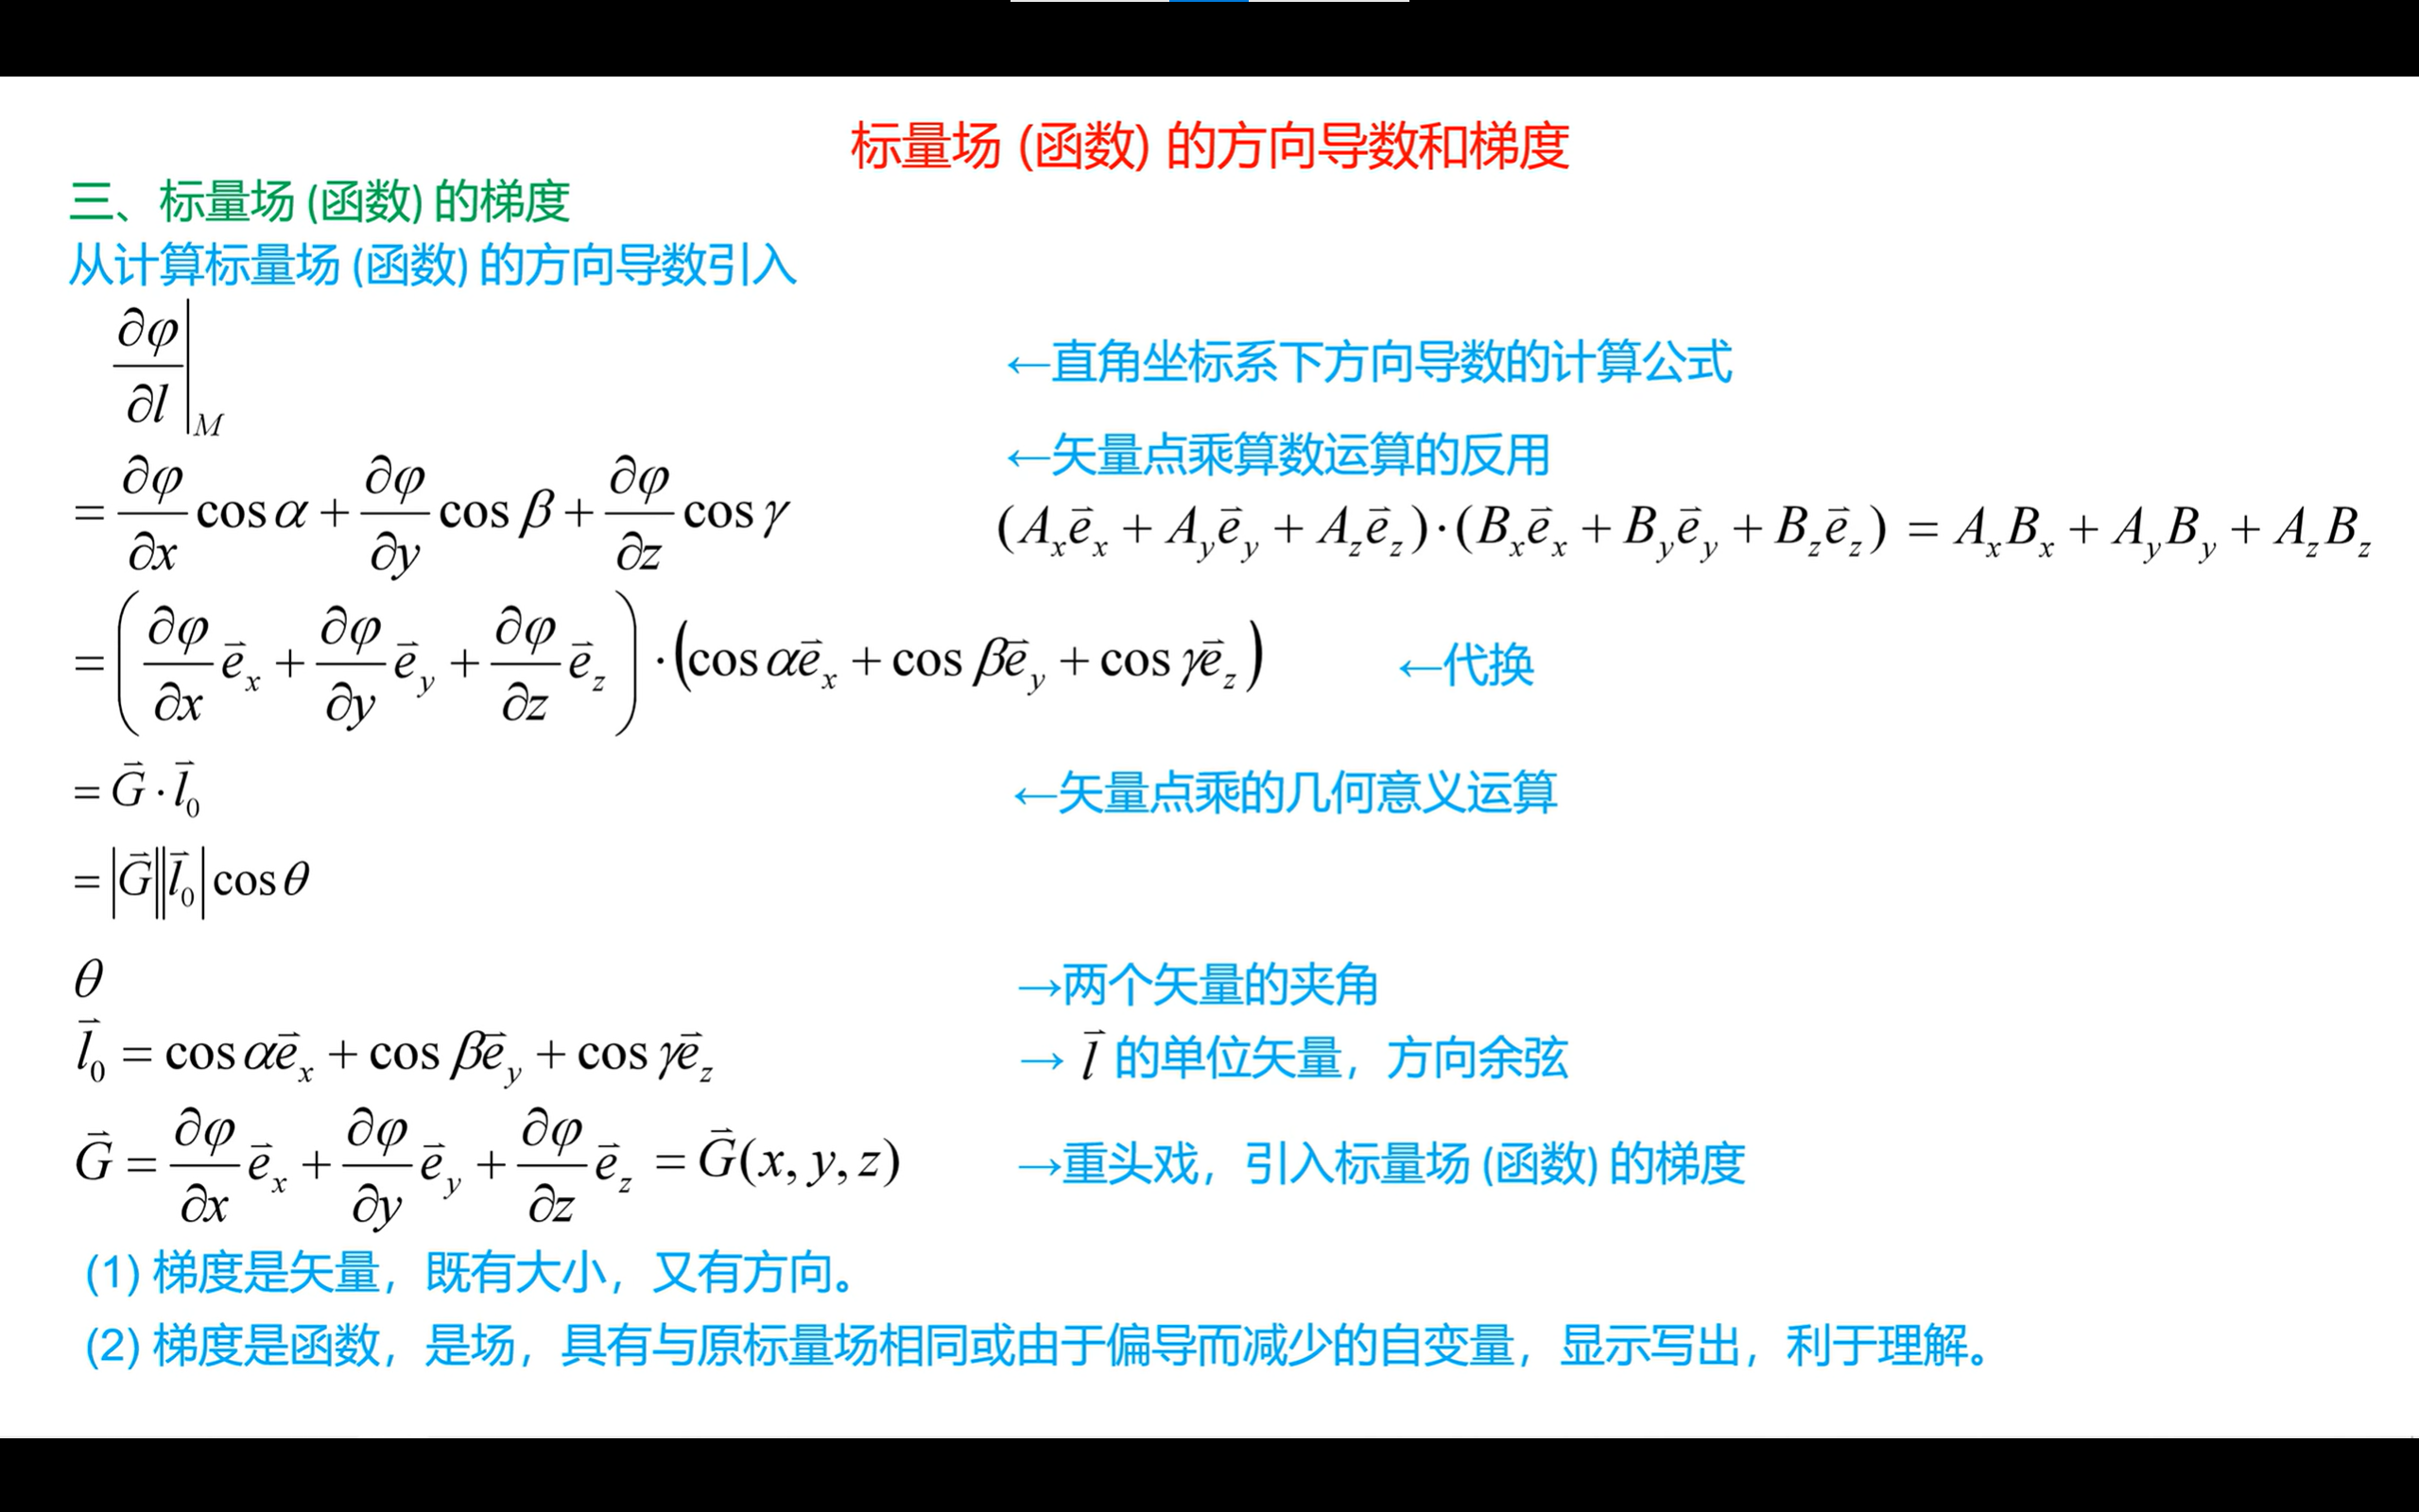 标量场 (函数) 的方向导数和梯度
三、标量场 (函数) 的梯度
从计算标量场 (函数) 的方向导数引入
$\left.\frac{\partial\varphi}{\partial l}\right|_M$ ←直角坐标系下方向导数的计算公式
←矢量点乘算数运算的反用
$=\frac{\partial\varphi}{\partial x}\cos\alpha+\frac{\partial\varphi}{\partial y}\cos\beta+\frac{\partial\varphi}{\partial z}\cos\gamma$ $(A_x\vec{e}_x+A_y\vec{e}_y+A_z\vec{e}_z)\cdot(B_x\vec{e}_x+B_y\vec{e}_y+B_z\vec{e}_z)=A_xB_x+A_yB_y+A_zB_z$
$=\left(\frac{\partial\varphi}{\partial x}\vec{e}_x+\frac{\partial\varphi}{\partial y}\vec{e}_y+\frac{\partial\varphi}{\partial z}\vec{e}_z\right)\cdot\left(\cos\alpha\vec{e}_x+\cos\beta\vec{e}_y+\cos\gamma\vec{e}_z\right)$ ←代换
$=\vec{G}\cdot\vec{l}_0$ ←矢量点乘的几何意义运算
$=|\vec{G}||\vec{l}_0|\cos\theta$
$\theta$ →两个矢量的夹角
$\vec{l}_0=\cos\alpha\vec{e}_x+\cos\beta\vec{e}_y+\cos\gamma\vec{e}_z$ → $\vec{l}$ 的单位矢量，方向余弦
$\vec{G}=\frac{\partial\varphi}{\partial x}\vec{e}_x+\frac{\partial\varphi}{\partial y}\vec{e}_y+\frac{\partial\varphi}{\partial z}\vec{e}_z=\vec{G}(x,y,z)$ →重头戏，引入标量场 (函数) 的梯度
(1) 梯度是矢量，既有大小，又有方向。
(2) 梯度是函数，是场，具有与原标量场相同或由于偏导而减少的自变量，显示写出，利于理解。